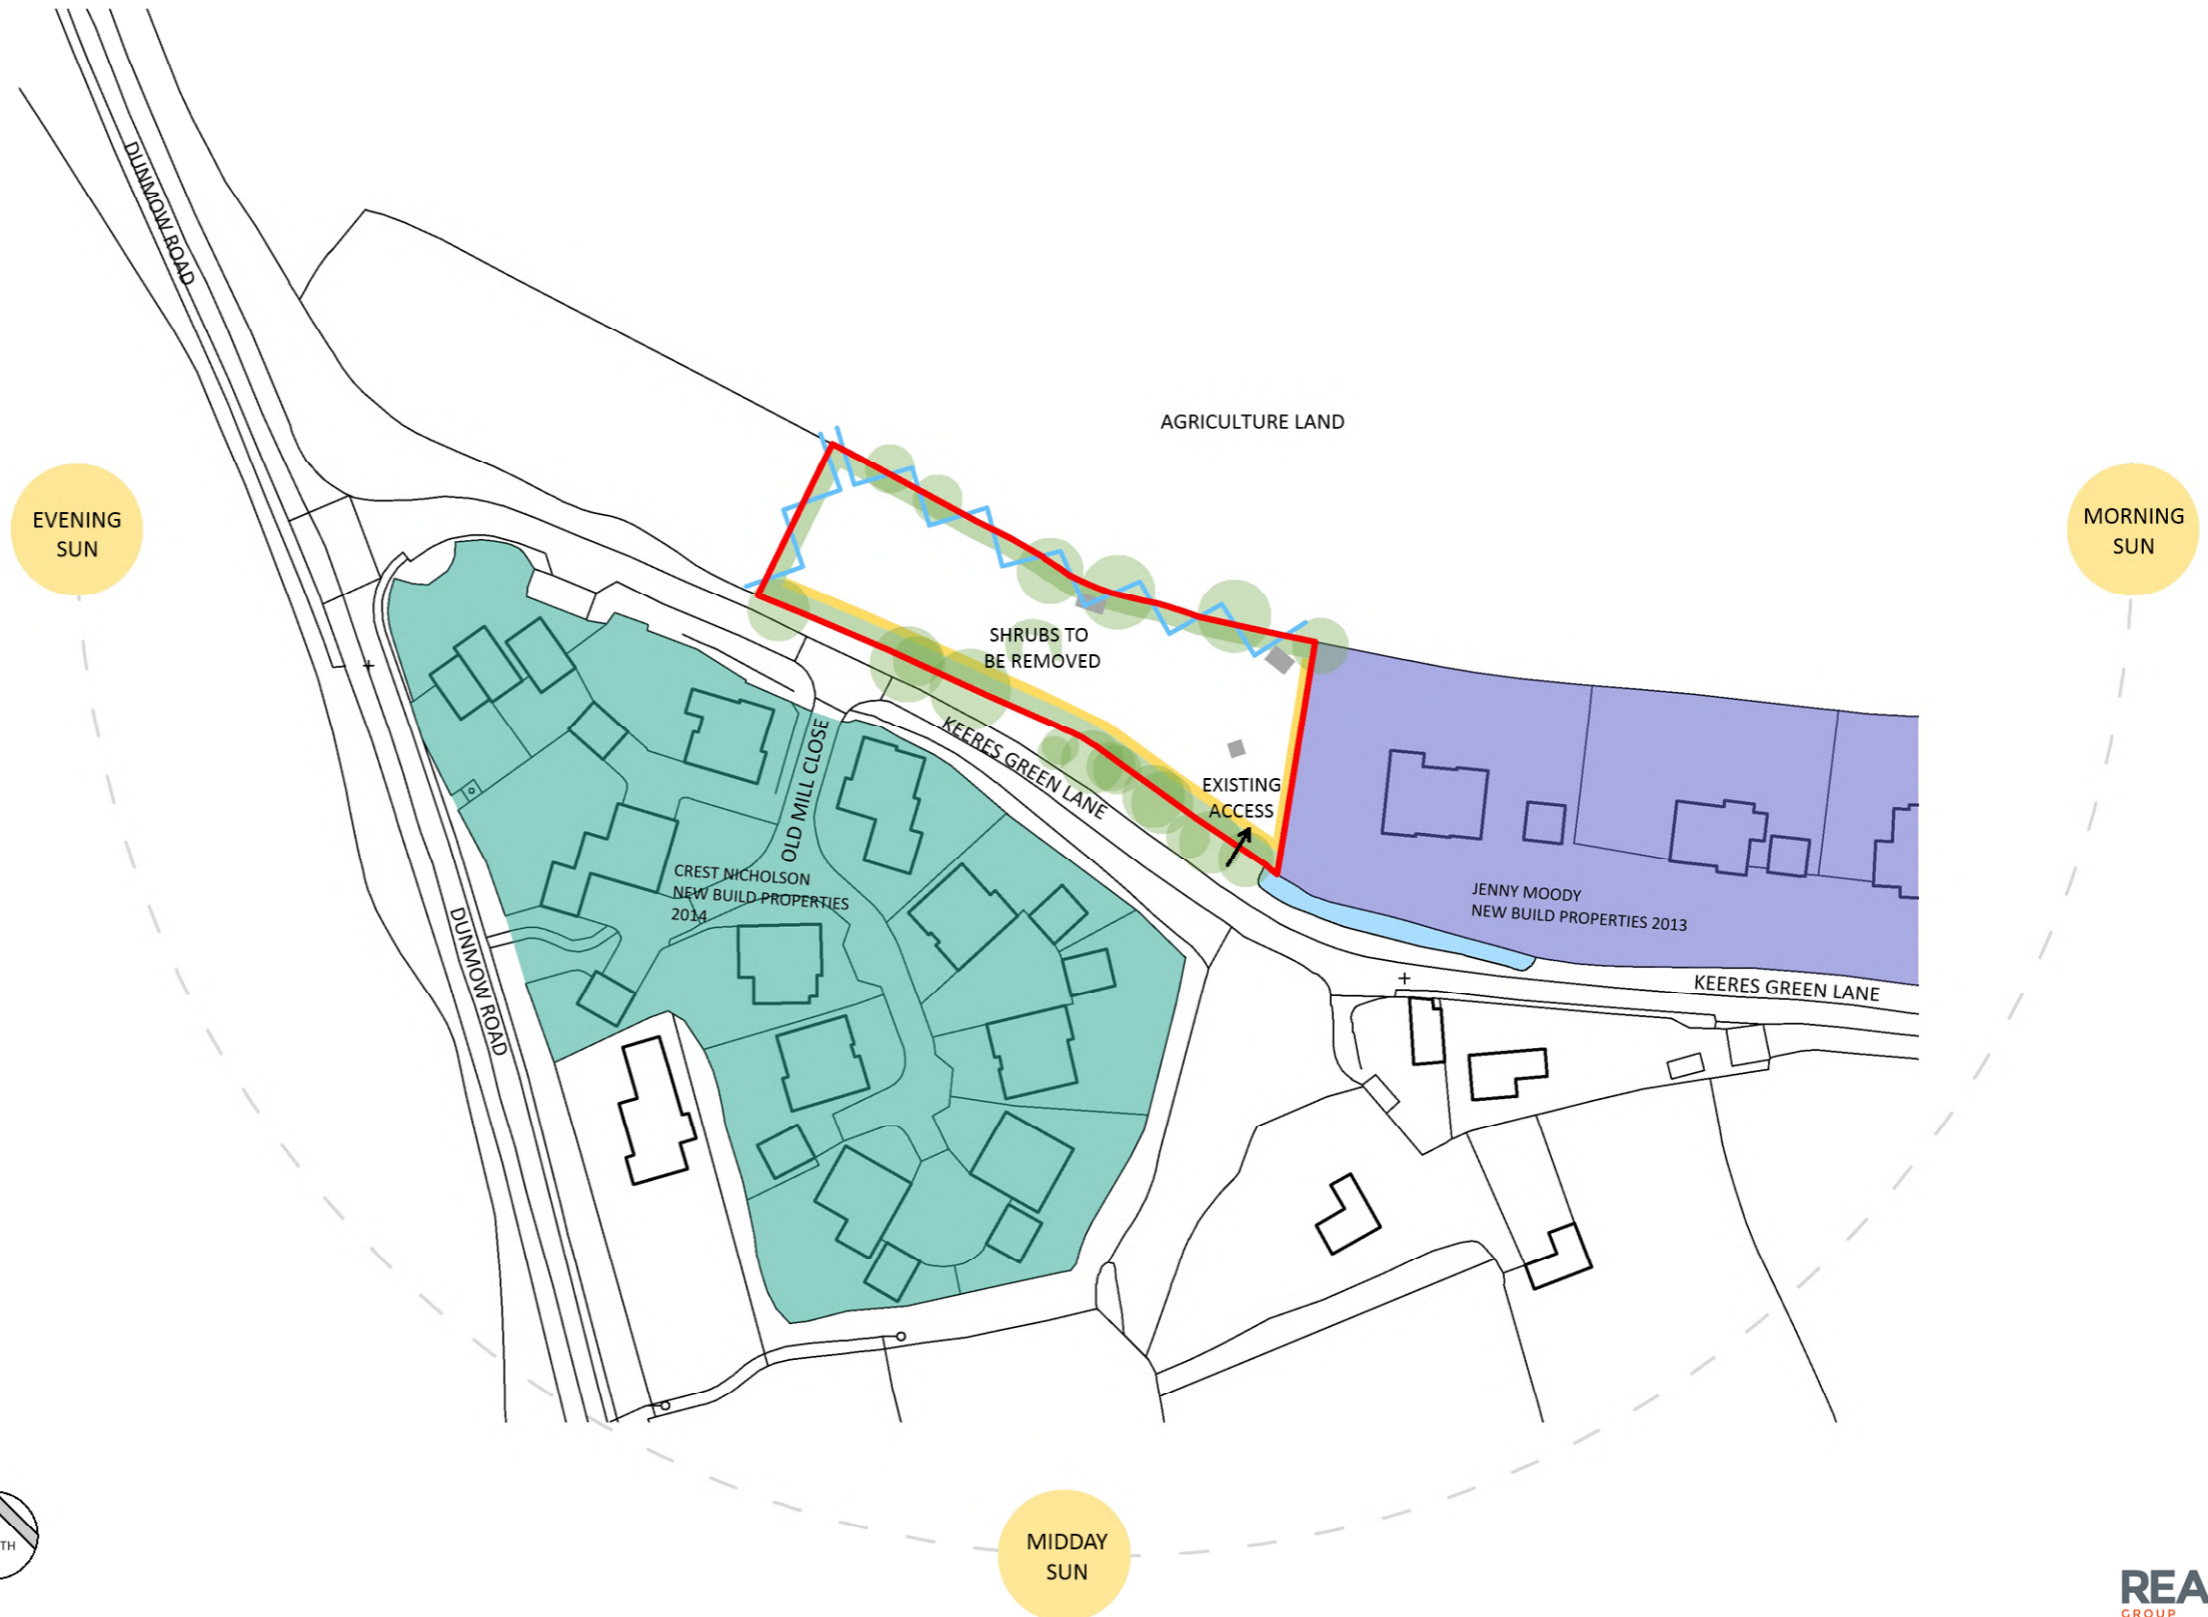 DUNMOW ROAD
AGRICULTURE LAND
EVENING
SUN
MORNING
SUN
SHRUBS TO
BE REMOVED
KEERES GREEN LANE
OLD MILL CLOSE
EXISTING
ACCESS
CREST NICHOLSON
NEW BUILD PROPERTIES
2014
JENNY MOODY
NEW BUILD PROPERTIES 2013
DUNMOW ROAD
KEERES GREEN LANE
MIDDAY
SUN
TH
REA
GROUP